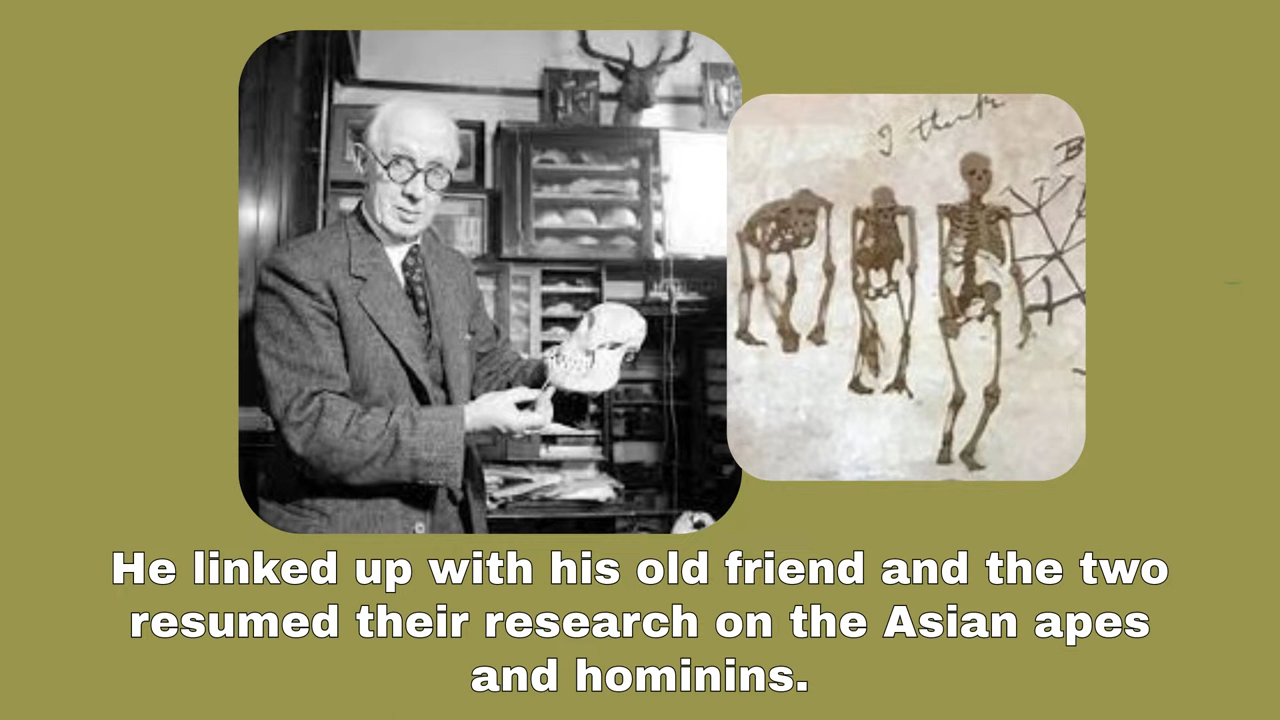 I think
B
He linked up with his old friend and the two
resumed their research on the Asian apes
and hominins.